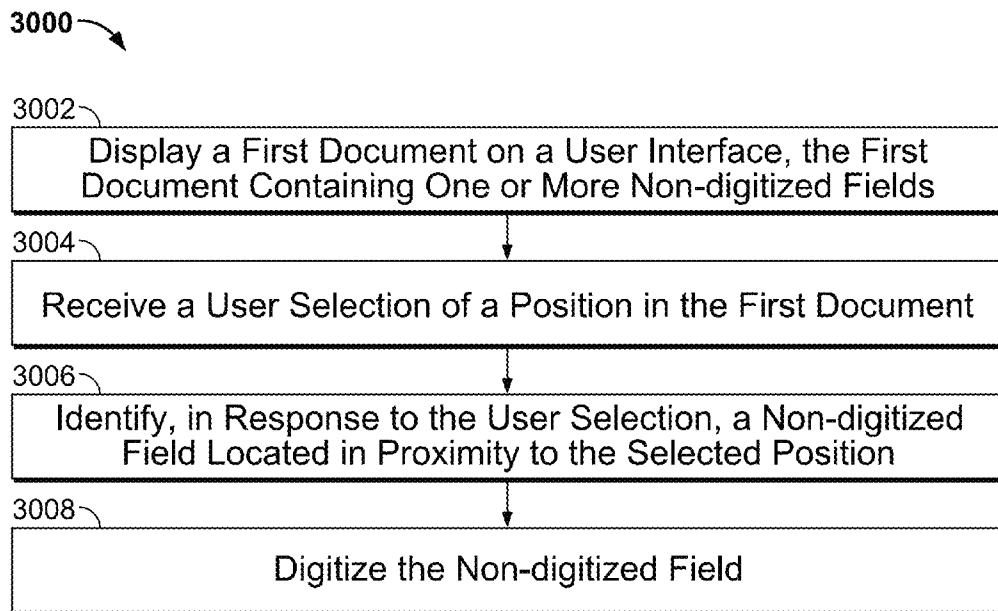 3000
3002
Display a First Document on a User Interface, the First
Document Containing One or More Non-digitized Fields
3004
Receive a User Selection of a Position in the First Document
3006
Identify, in Response to the User Selection, a Non-digitized
Field Located in Proximity to the Selected Position
3008
Digitize the Non-digitized Field